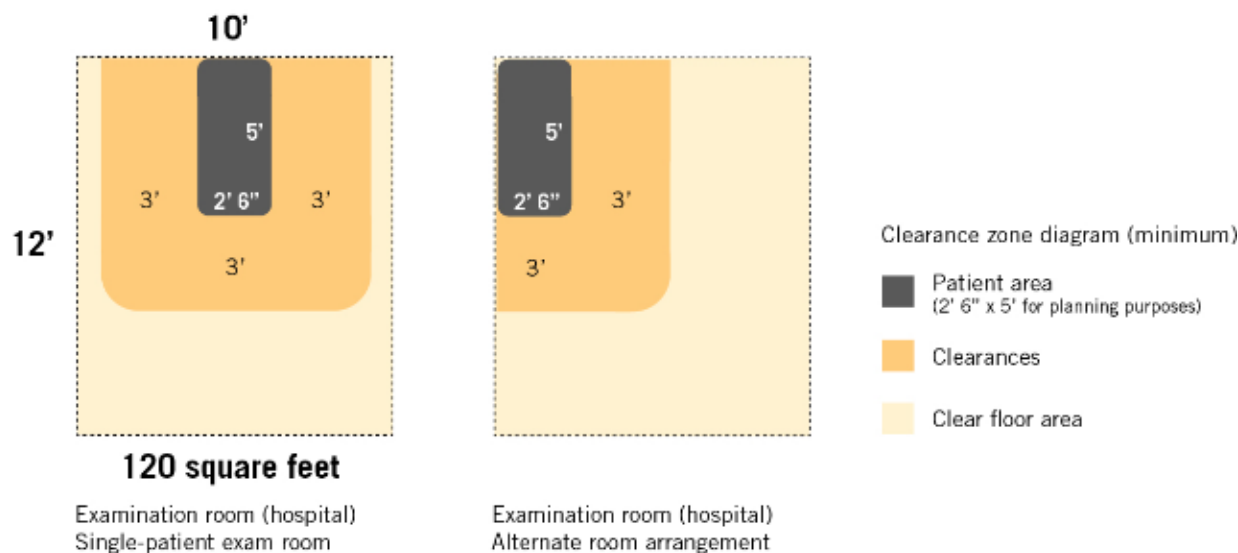 10’
5’
3’
2’ 6”
3’
3’
12’
120 square feet
Examination room (hospital)
Single-patient exam room
5’
2’ 6”
3’
3’
Examination room (hospital)
Alternate room arrangement
Clearance zone diagram (minimum)
Patient area
(2’ 6” x 5’ for planning purposes)
Clearances
Clear floor area